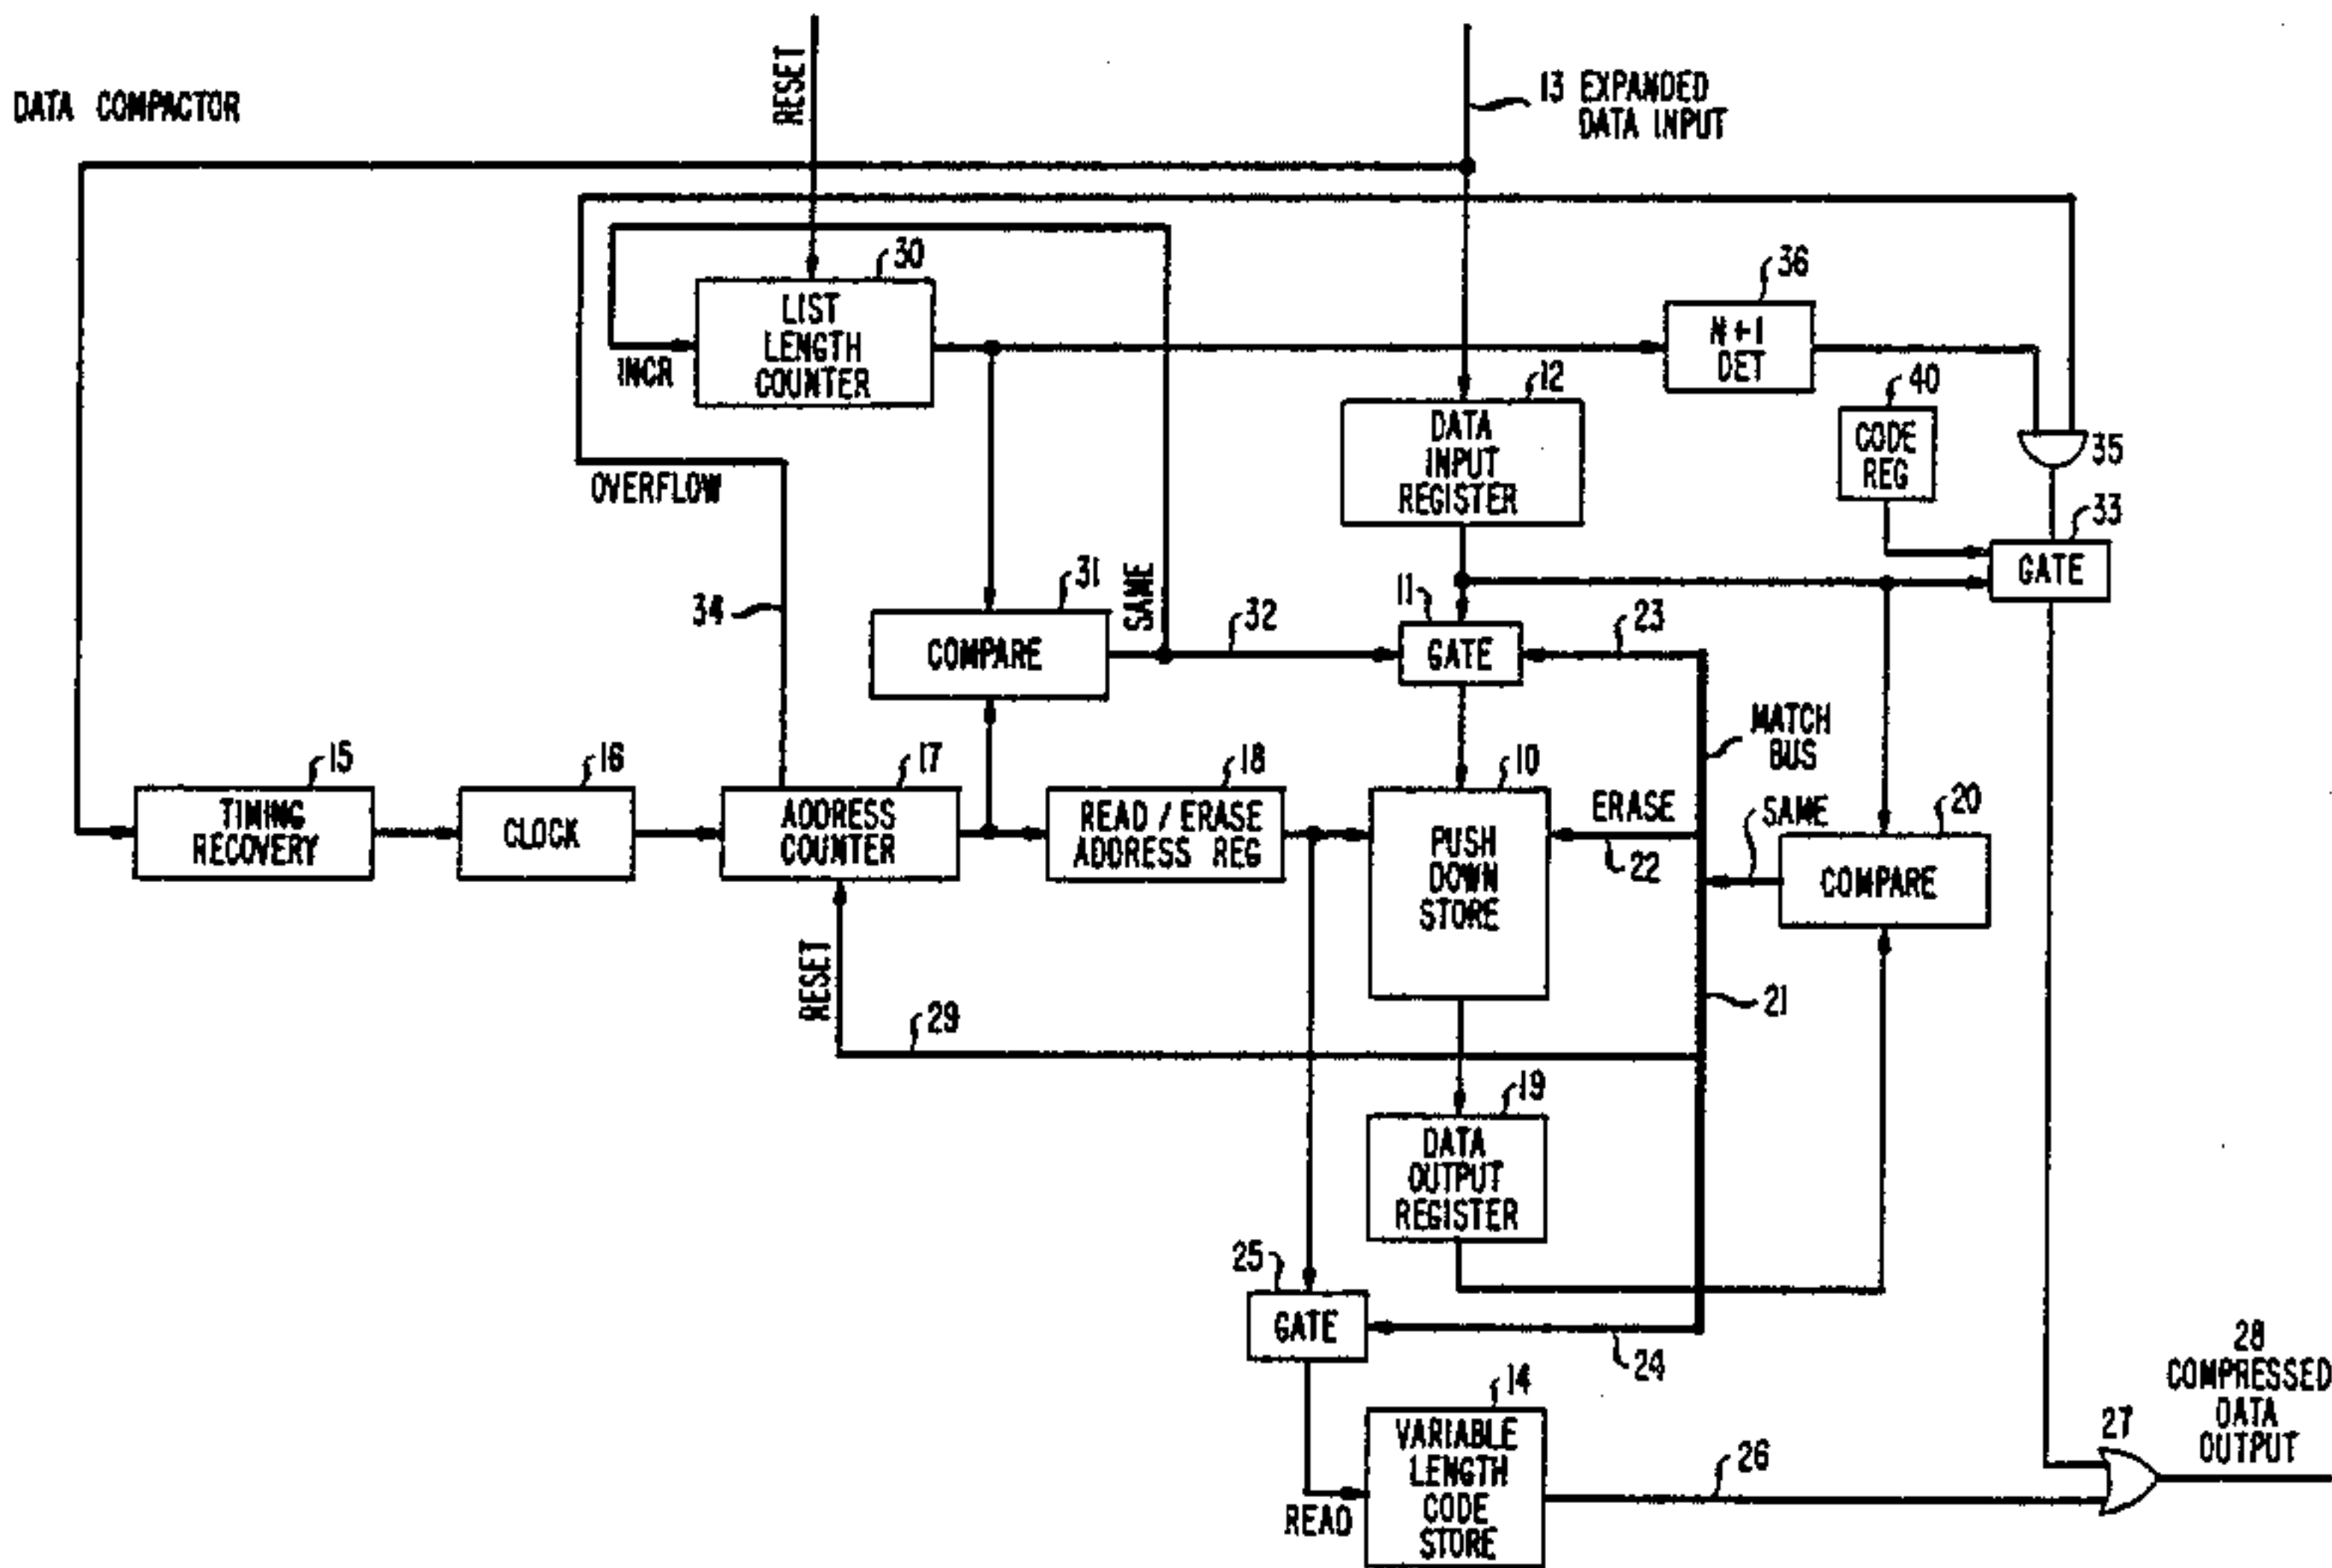 DATA COMPACTOR
RESET
13 EXPANDED
DATA INPUT
30
LIST
LENGTH
COUNTER
INCR
36
N+1
DET
40
CODE
REG
35
12
DATA
INPUT
REGISTER
OVERFLOW
33
GATE
34
31
COMPARE
SAME
32
11
GATE
23
MATCH
BUS
15
TIMING
RECOVERY
16
CLOCK
17
ADDRESS
COUNTER
18
READ / ERASE
ADDRESS REG
10
PUSH
DOWN
STORE
ERASE
22
SAME
20
COMPARE
RESET
29
21
19
DATA
OUTPUT
REGISTER
25
GATE
24
14
VARIABLE
LENGTH
CODE
STORE
READ
26
27
28
COMPRESSED
DATA
OUTPUT